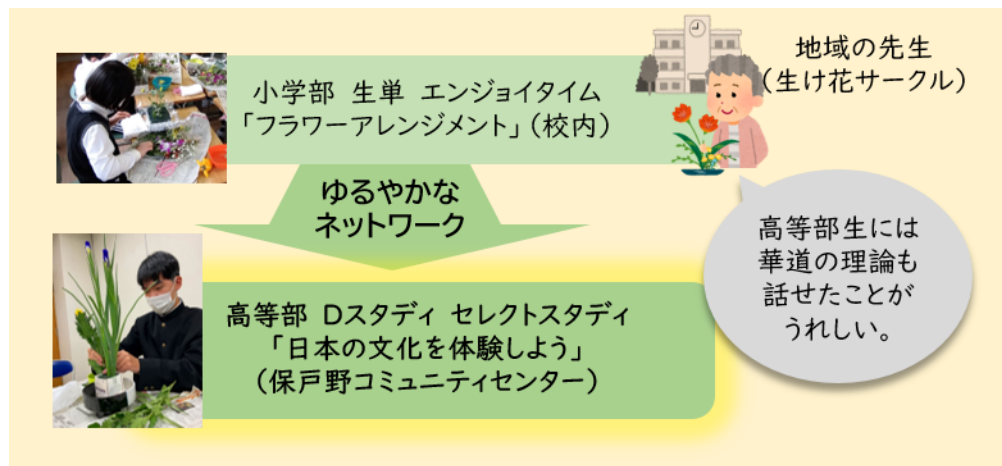 小学部 生単 エンジョイタイム
「フラワーアレンジメント」（校内）
地域の先生
（生け花サークル）
ゆるやかな
ネットワーク
高等部 Dスタディ セレクトスタディ
「日本の文化を体験しよう」
（保戸野コミュニティセンター）
高等部生には
華道の理論も
話せたことが
うれしい。